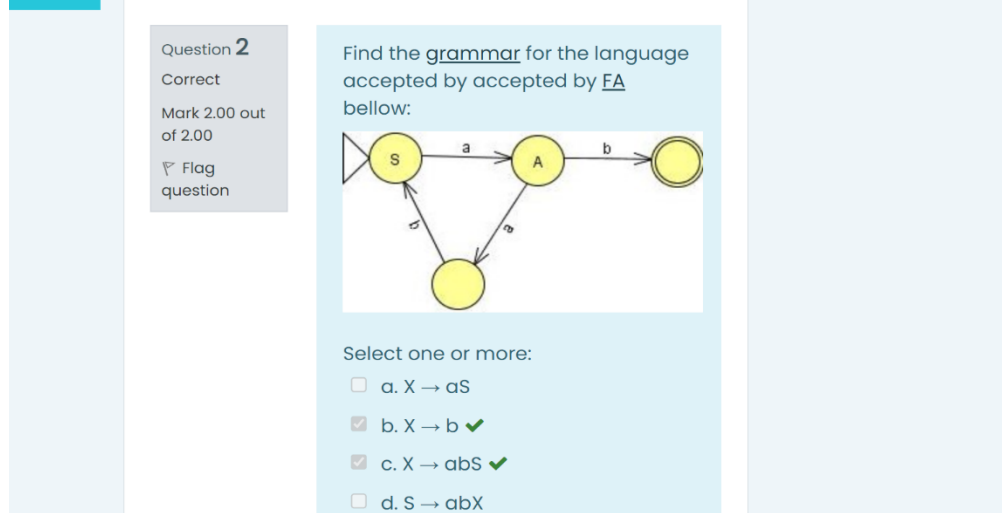 Question 2
Correct
Mark 2.00 out
of 2.00
Flag
question
Find the grammar for the language
accepted by accepted by FA
bellow:
a
b
S
A
b
a
Select one or more:
a. X → aS
b. X → b
c. X → abS
d. S → abX